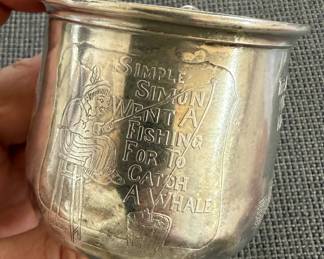 SIMPLE
SIMON
WENT A
FISHING
FOR TO
CATCH
A WHALE